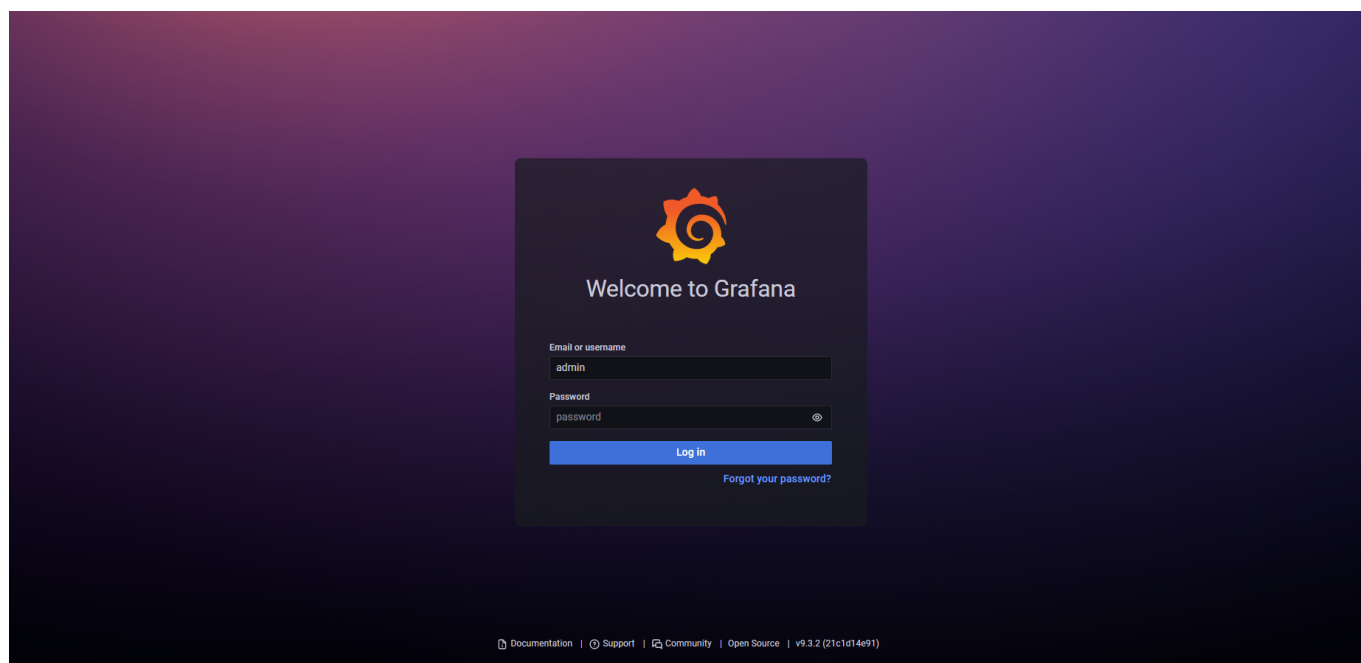 Welcome to Grafana
Email or username
admin
Password
password
Log in
Forgot your password?
Documentation | Support | Community | Open Source | v9.3.2 (21c1d14e91)